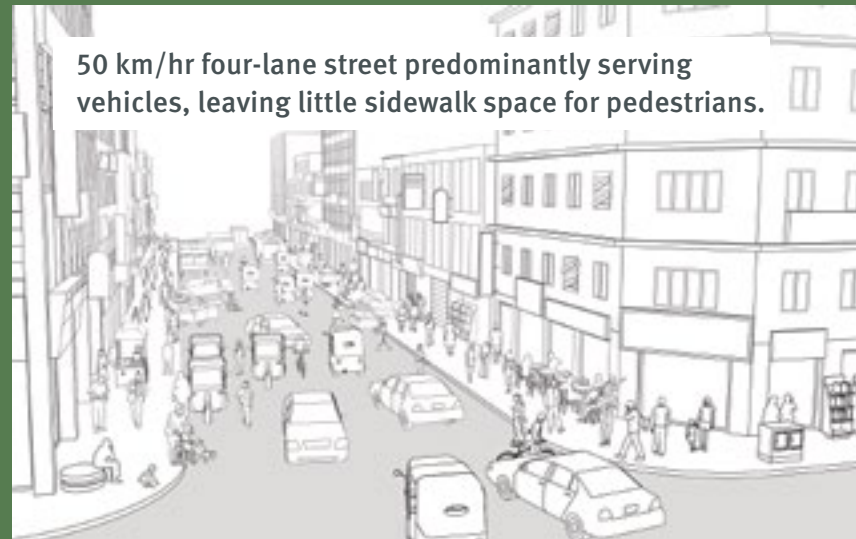 50 km/hr four-lane street predominantly serving
vehicles, leaving little sidewalk space for pedestrians.